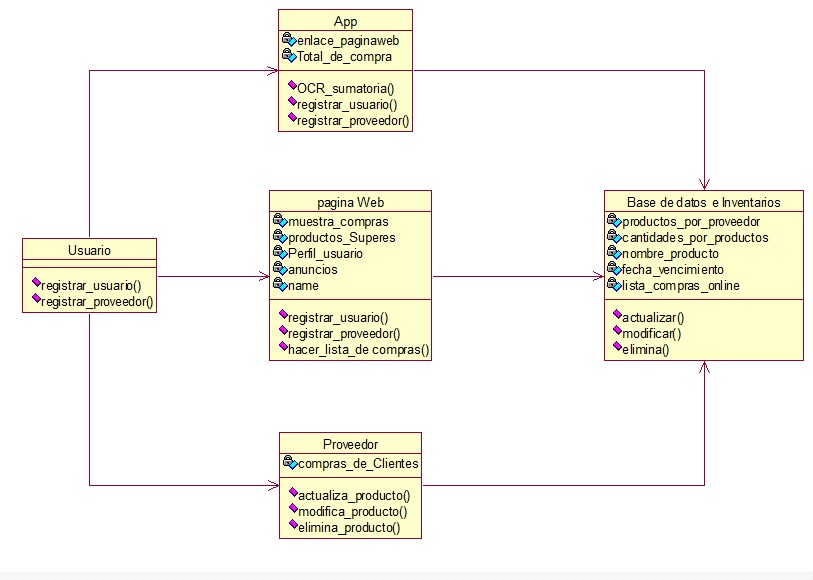 App
enlace_paginaweb
Total_de_compra
OCR_sumatoria()
registrar_usuario()
registrar_proveedor()
Usuario
registrar_usuario()
registrar_proveedor()
pagina Web
muestra_compras
productos_Superes
Perfil_usuario
anuncios
name
registrar_usuario()
registrar_proveedor()
hacer_lista_de compras()
Base de datos e Inventarios
productos_por_proveedor
cantidades_por_productos
nombre_producto
fecha_vencimiento
lista_compras_online
actualizar()
modificar()
elimina()
Proveedor
compras_de_Clientes
actualiza_producto()
modifica_producto()
elimina_producto()